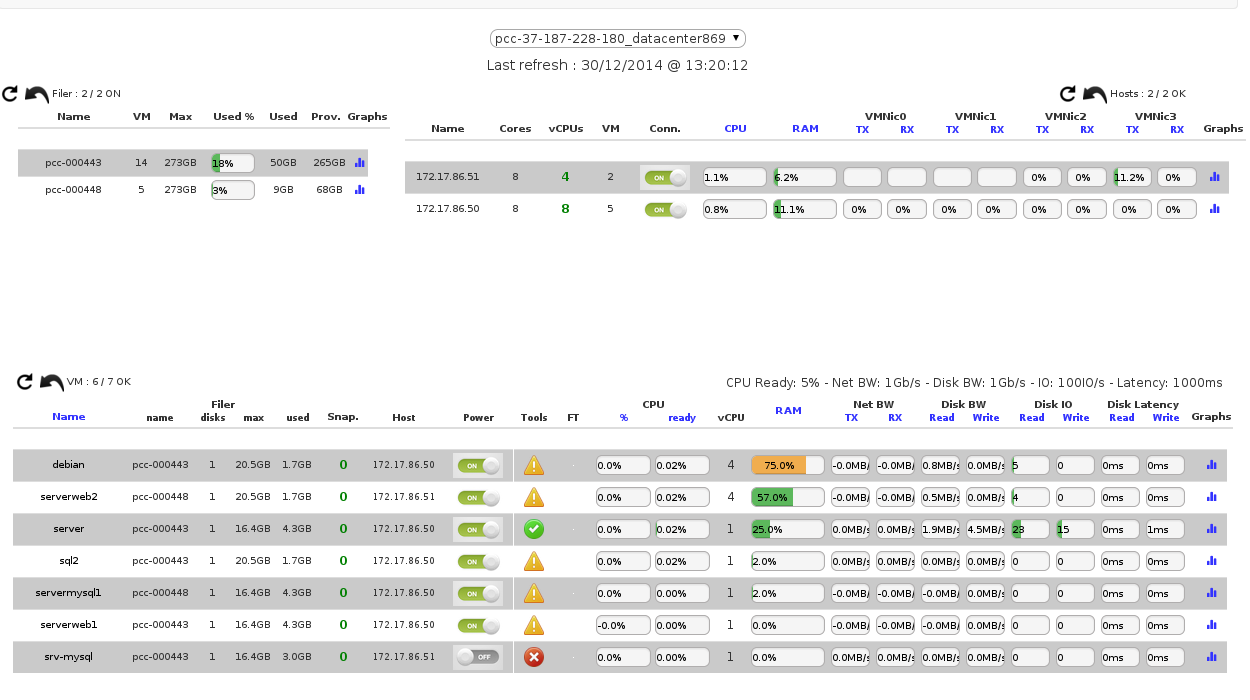 pcc-37-187-228-180_datacenter869
Last refresh : 30/12/2014 @ 13:20:12
Filer : 2 / 2 ON
Name VM Max Used % Used Prov. Graphs
pcc-000443 14 273GB 18% 50GB 265GB
pcc-000448 5 273GB 3% 9GB 68GB
Hosts : 2 / 2 OK
VMNic0 VMNic1 VMNic2 VMNic3
Name Cores vCPUs VM Conn. CPU RAM TX RX TX RX TX RX TX RX Graphs
172.17.86.51 8 4 2 ON 1.1% 6.2% 0% 0% 11.2% 0%
172.17.86.50 8 8 5 ON 0.8% 11.1% 0% 0% 0% 0% 0% 0% 0% 0%
VM : 6 / 7 OK
CPU Ready: 5% - Net BW: 1Gb/s - Disk BW: 1Gb/s - IO: 100IO/s - Latency: 1000ms
Filer CPU Net BW Disk BW Disk IO Disk Latency
Name name disks max used Snap. Host Power Tools FT % ready vCPU RAM TX RX Read Write Read Write Read Write Graphs
debian pcc-000443 1 20.5GB 1.7GB 0 172.17.86.50 ON 0.0% 0.02% 4 75.0% -0.0MB/ -0.0MB/ 0.8MB/s 0.0MB/s 5 0 0ms 0ms
serverweb2 pcc-000448 1 20.5GB 1.7GB 0 172.17.86.51 ON 0.0% 0.02% 4 57.0% -0.0MB/ -0.0MB/ 0.5MB/s 0.0MB/s 4 0 0ms 0ms
server pcc-000443 1 16.4GB 4.3GB 0 172.17.86.50 ON 0.0% 0.02% 1 25.0% 0.0MB/s 0.0MB/s 1.9MB/s 4.5MB/s 23 15 0ms 1ms
sql2 pcc-000443 1 20.5GB 1.7GB 0 172.17.86.50 ON 0.0% 0.02% 1 2.0% 0.0MB/s 0.0MB/s 0.0MB/s 0.0MB/s 0 0 0ms 0ms
servermysql1 pcc-000448 1 16.4GB 4.3GB 0 172.17.86.50 ON 0.0% 0.00% 1 2.0% -0.0MB/ -0.0MB/ -0.0MB/ 0.0MB/s 0 0 0ms 0ms
serverweb1 pcc-000443 1 16.4GB 4.3GB 0 172.17.86.50 ON -0.0% 0.00% 1 0.0% -0.0MB/ -0.0MB/ -0.0MB/ 0.0MB/s 0 0 0ms 0ms
srv-mysql pcc-000443 1 16.4GB 3.0GB 0 172.17.86.51 OFF 0.0% 0.00% 1 0.0% 0.0MB/s 0.0MB/s 0.0MB/s 0.0MB/s 0 0 0ms 0ms